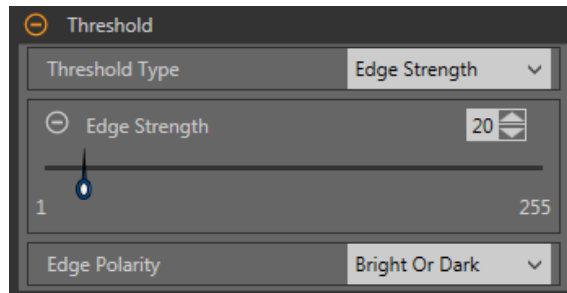 Threshold
Threshold Type Edge Strength
Edge Strength 20
1 255
Edge Polarity Bright Or Dark